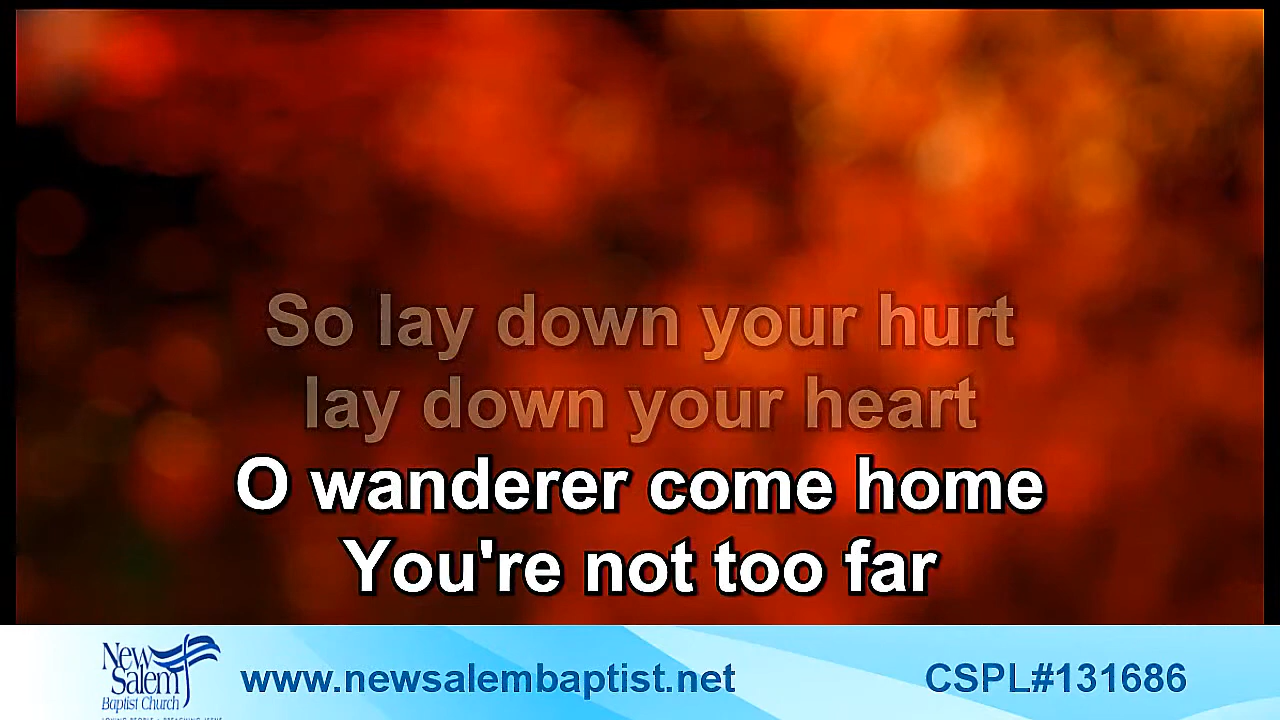 So lay down your hurt
lay down your heart
O wanderer come home
You're not too far
New
Salem
Baptist Church
www.newsalembaptist.net
CSPL#131686